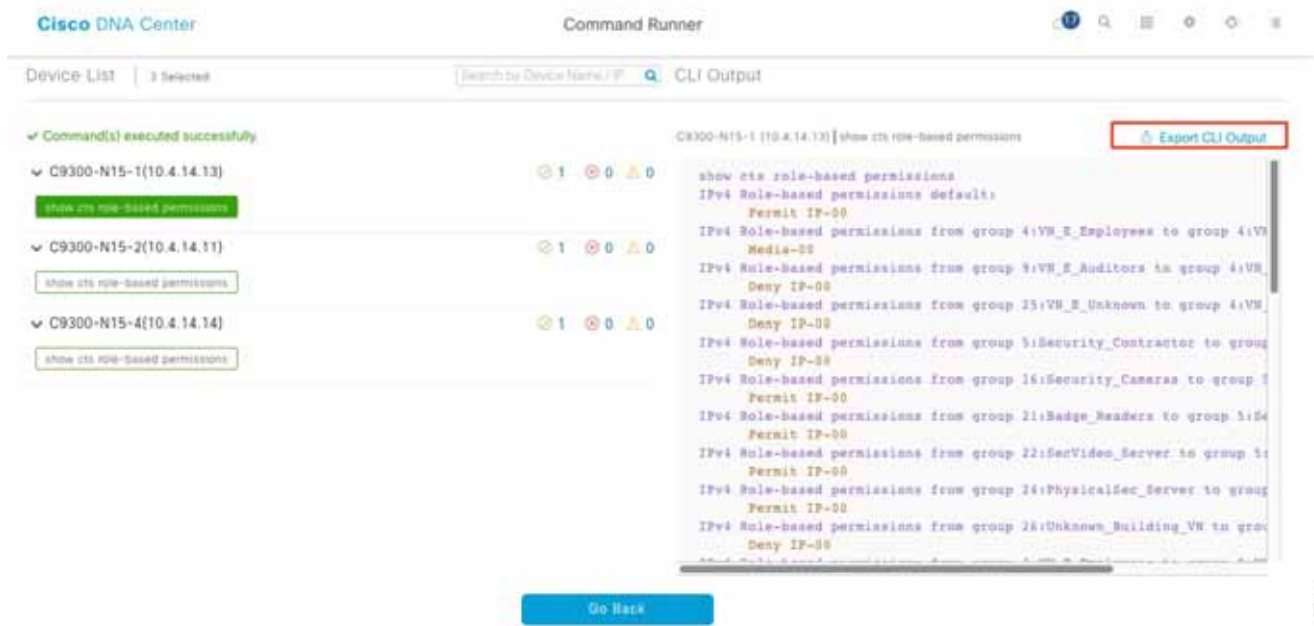 Cisco DNA Center
Command Runner
17
Device List
3 Selected
Search by Device Name / IP
CLI Output
Command(s) executed successfully.
C9300-N15-1(10.4.14.13)
1 0 0
show cts role-based permissions
C9300-N15-2(10.4.14.11)
1 0 0
show cts role-based permissions
C9300-N15-4(10.4.14.14)
1 0 0
show cts role-based permissions
C9300-N15-1 (10.4.14.13) | show cts role-based permissions
Export CLI Output
show cts role-based permissions
IPv4 Role-based permissions default:
Permit IP-00
IPv4 Role-based permissions from group 4:VN_E_Employees to group 4:VN
Media-00
IPv4 Role-based permissions from group 9:VN_E_Auditors to group 4:VN_
Deny IP-00
IPv4 Role-based permissions from group 25:VN_E_Unknown to group 4:VN_
Deny IP-00
IPv4 Role-based permissions from group 5:Security_Contractor to group
Deny IP-00
IPv4 Role-based permissions from group 16:Security_Cameras to group 5
Permit IP-00
IPv4 Role-based permissions from group 21:Badge_Readers to group 5:Se
Permit IP-00
IPv4 Role-based permissions from group 22:SecVideo_Server to group 5:
Permit IP-00
IPv4 Role-based permissions from group 24:PhysicalSec_Server to group
Permit IP-00
IPv4 Role-based permissions from group 26:Unknown_Building_VN to grou
Deny IP-00
Go Back